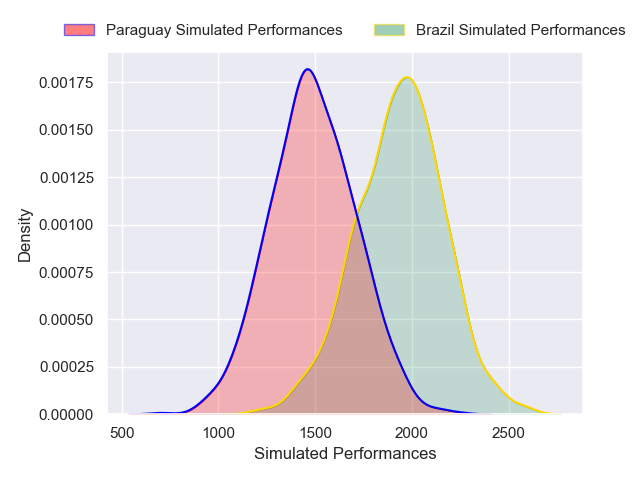 Paraguay Simulated Performances Brazil Simulated Performances
0.00175
0.00150
0.00125
0.00100
0.00075
0.00050
0.00025
0.00000
Density
500 1000 1500 2000 2500
Simulated Performances